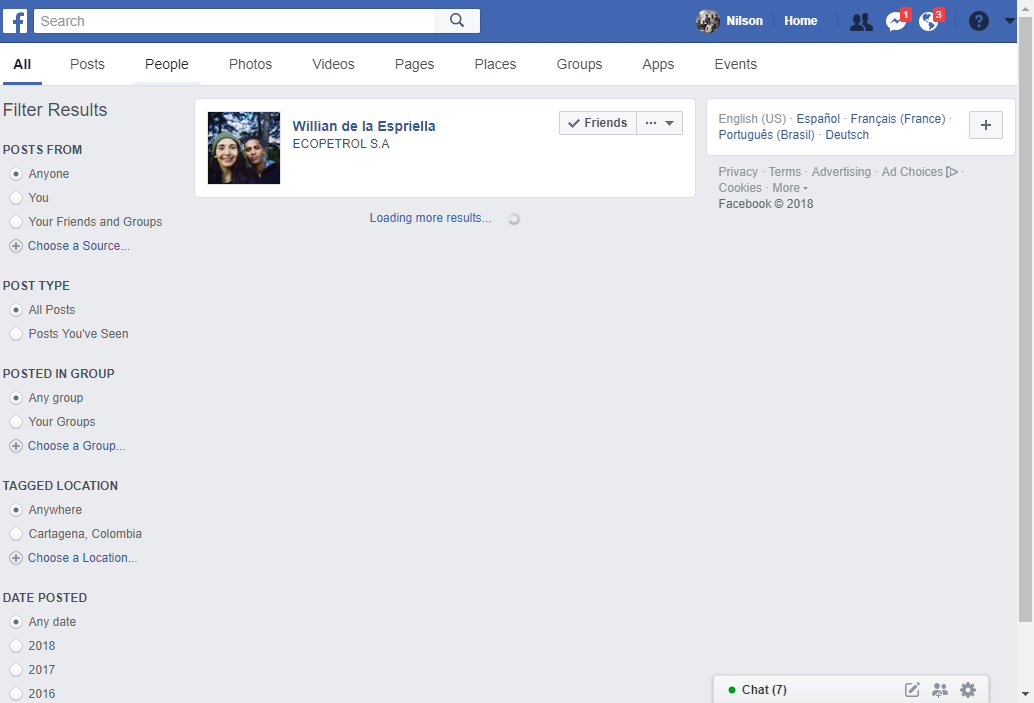 f Search Nilson Home 1 3 ?
All Posts People Photos Videos Pages Places Groups Apps Events
Filter Results
POSTS FROM
Anyone
You
Your Friends and Groups
Choose a Source...
POST TYPE
All Posts
Posts You've Seen
POSTED IN GROUP
Any group
Your Groups
Choose a Group...
TAGGED LOCATION
Anywhere
Cartagena, Colombia
Choose a Location...
DATE POSTED
Any date
2018
2017
2016
Willian de la Espriella
ECOPETROL S.A
Friends ...
Loading more results...
English (US) · Español · Français (France) ·
Português (Brasil) · Deutsch
Privacy · Terms · Advertising · Ad Choices ·
Cookies · More
Facebook © 2018
Chat (7)